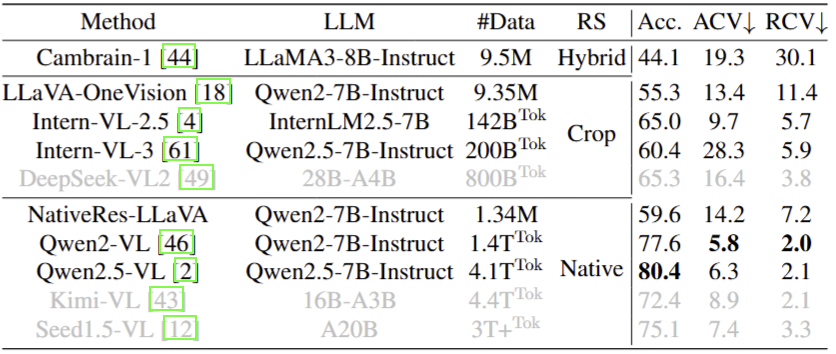 Method LLM #Data RS Acc. ACV↓ RCV↓
Cambrain-1 [44] LLaMA3-8B-Instruct 9.5M Hybrid 44.1 19.3 30.1
LLaVA-OneVision [18] Qwen2-7B-Instruct 9.35M 55.3 13.4 11.4
Intern-VL-2.5 [4] InternLM2.5-7B 142B^Tok 65.0 9.7 5.7
Crop
Intern-VL-3 [61] Qwen2.5-7B-Instruct 200B^Tok 60.4 28.3 5.9
DeepSeek-VL2 [49] 28B-A4B 800B^Tok 65.3 16.4 3.8
NativeRes-LLaVA Qwen2-7B-Instruct 1.34M 59.6 14.2 7.2
Qwen2-VL [46] Qwen2-7B-Instruct 1.4T^Tok 77.6 5.8 2.0
Qwen2.5-VL [2] Qwen2.5-7B-Instruct 4.1T^Tok Native 80.4 6.3 2.1
Kimi-VL [43] 16B-A3B 4.4T^Tok 72.4 8.9 2.1
Seed1.5-VL [12] A20B 3T+^Tok 75.1 7.4 3.3